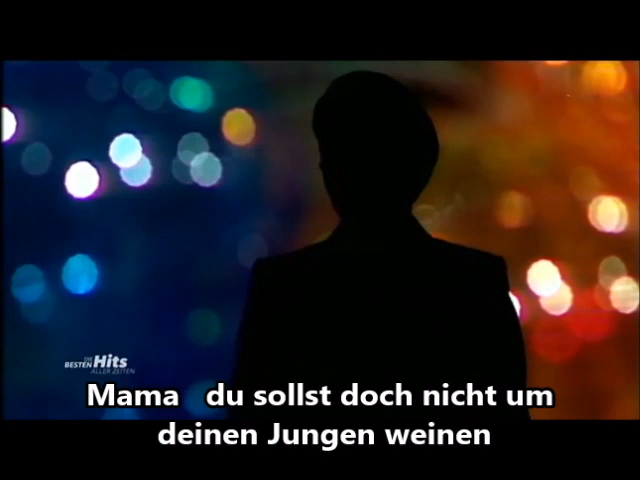 DIE
BESTEN Hits
ALLER ZEITEN
Mama du sollst doch nicht um
deinen Jungen weinen